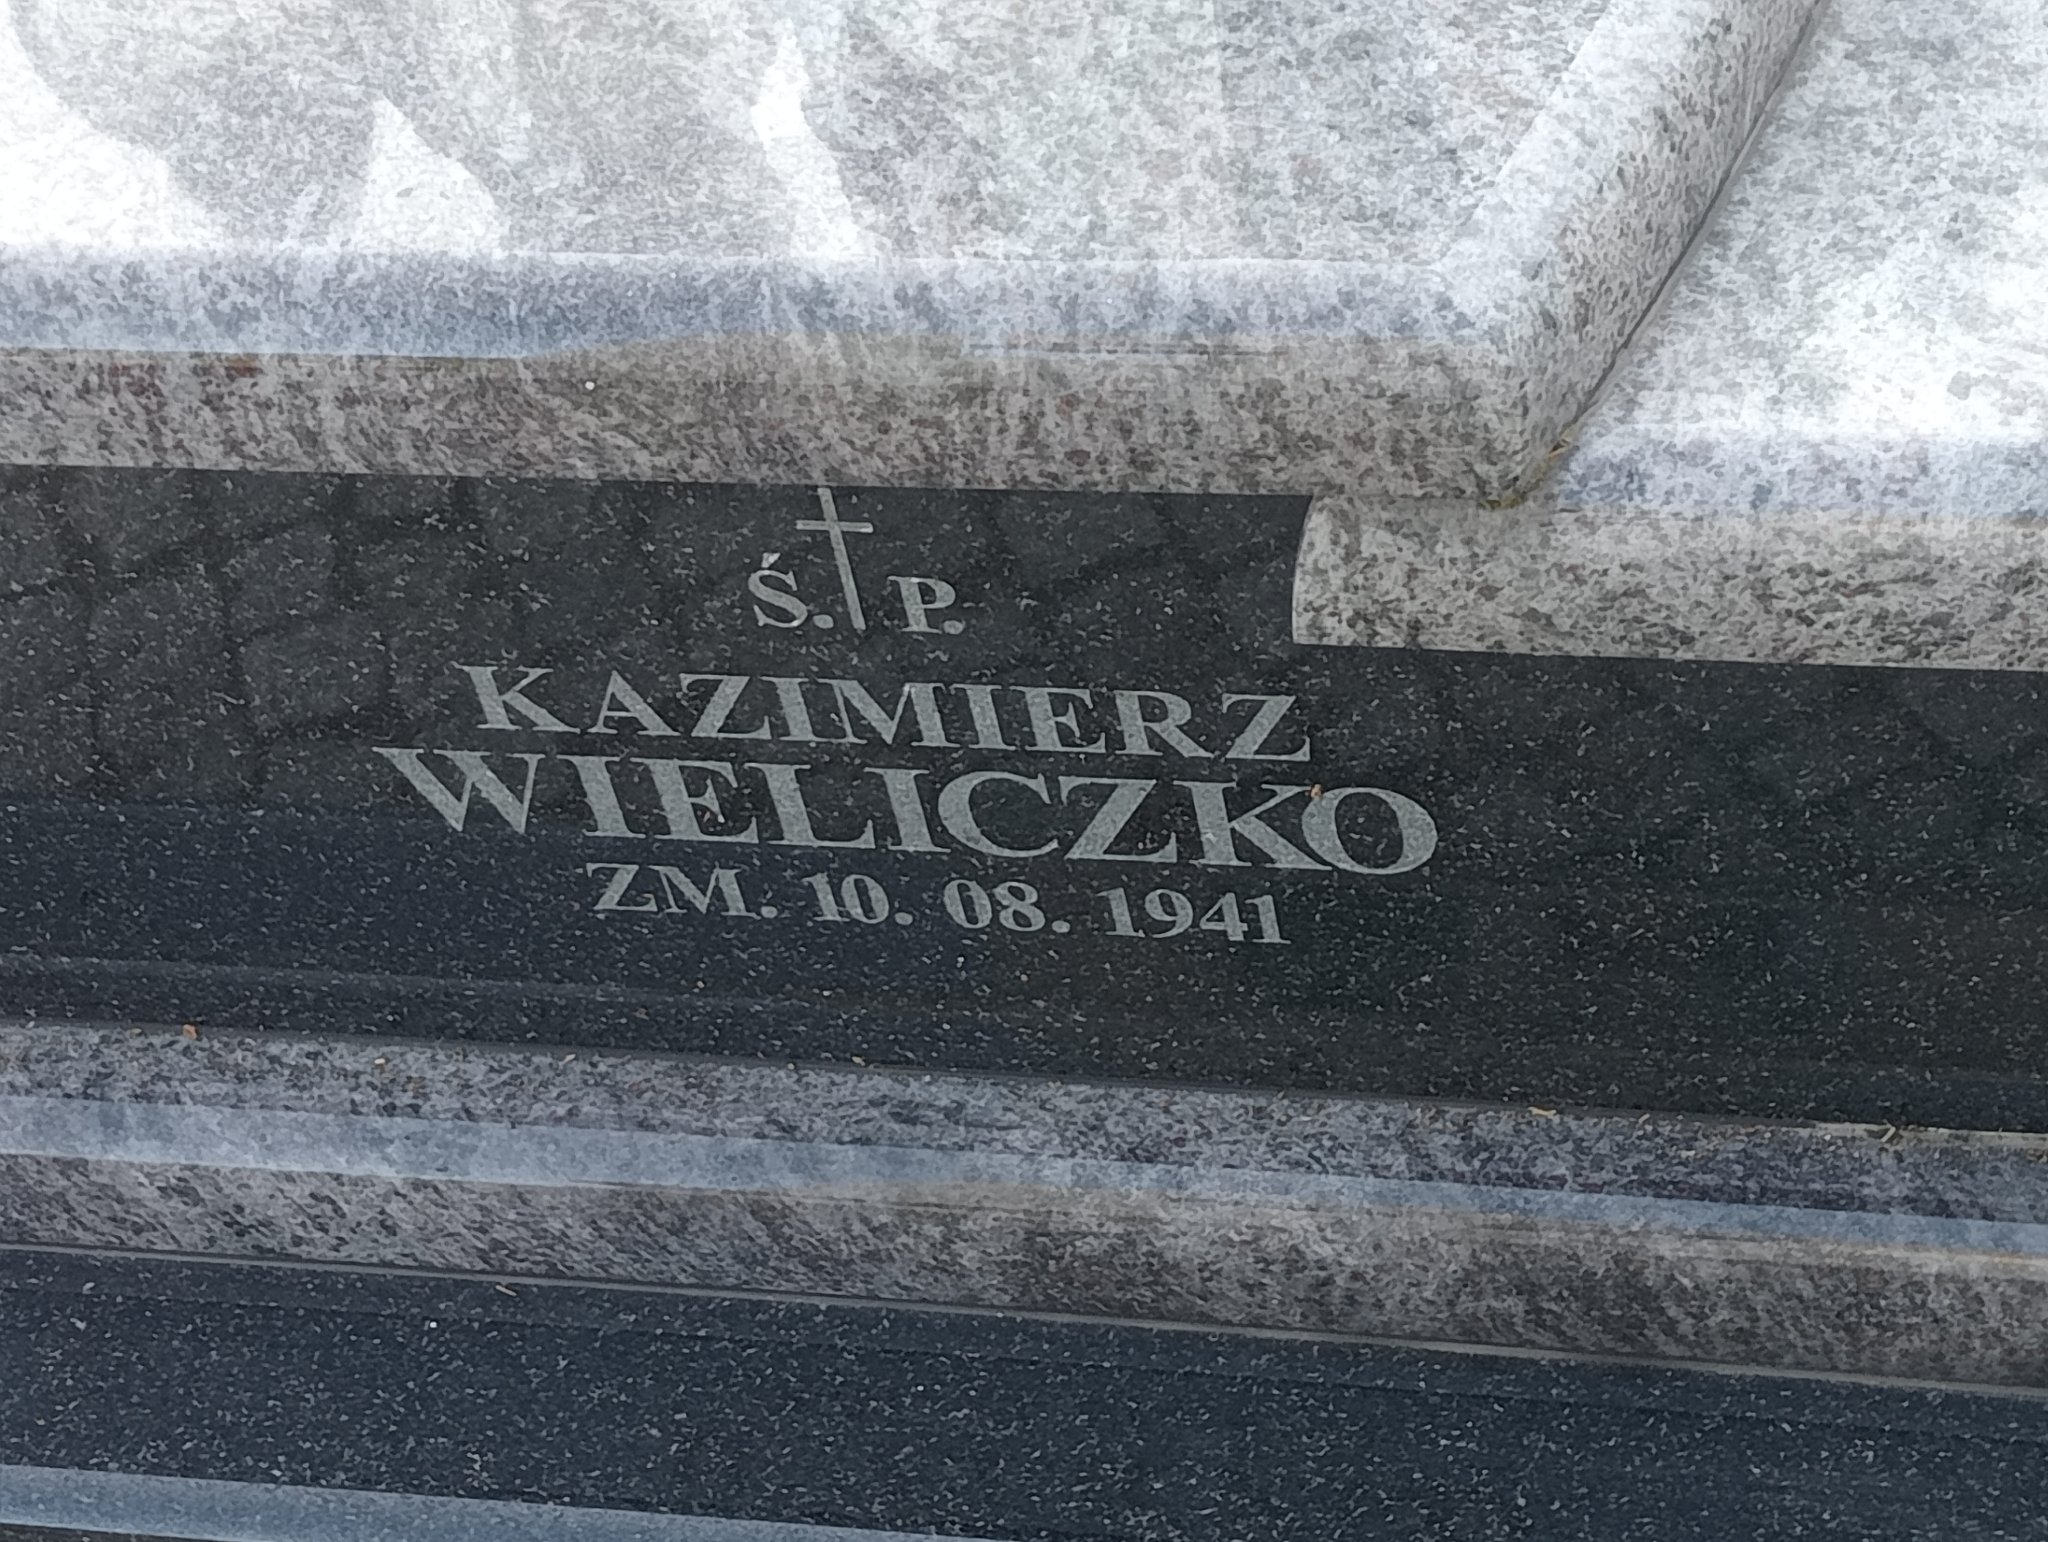 Ś. P.
KAZIMIERZ
WIELICZKO
ZM. 10. 08. 1941